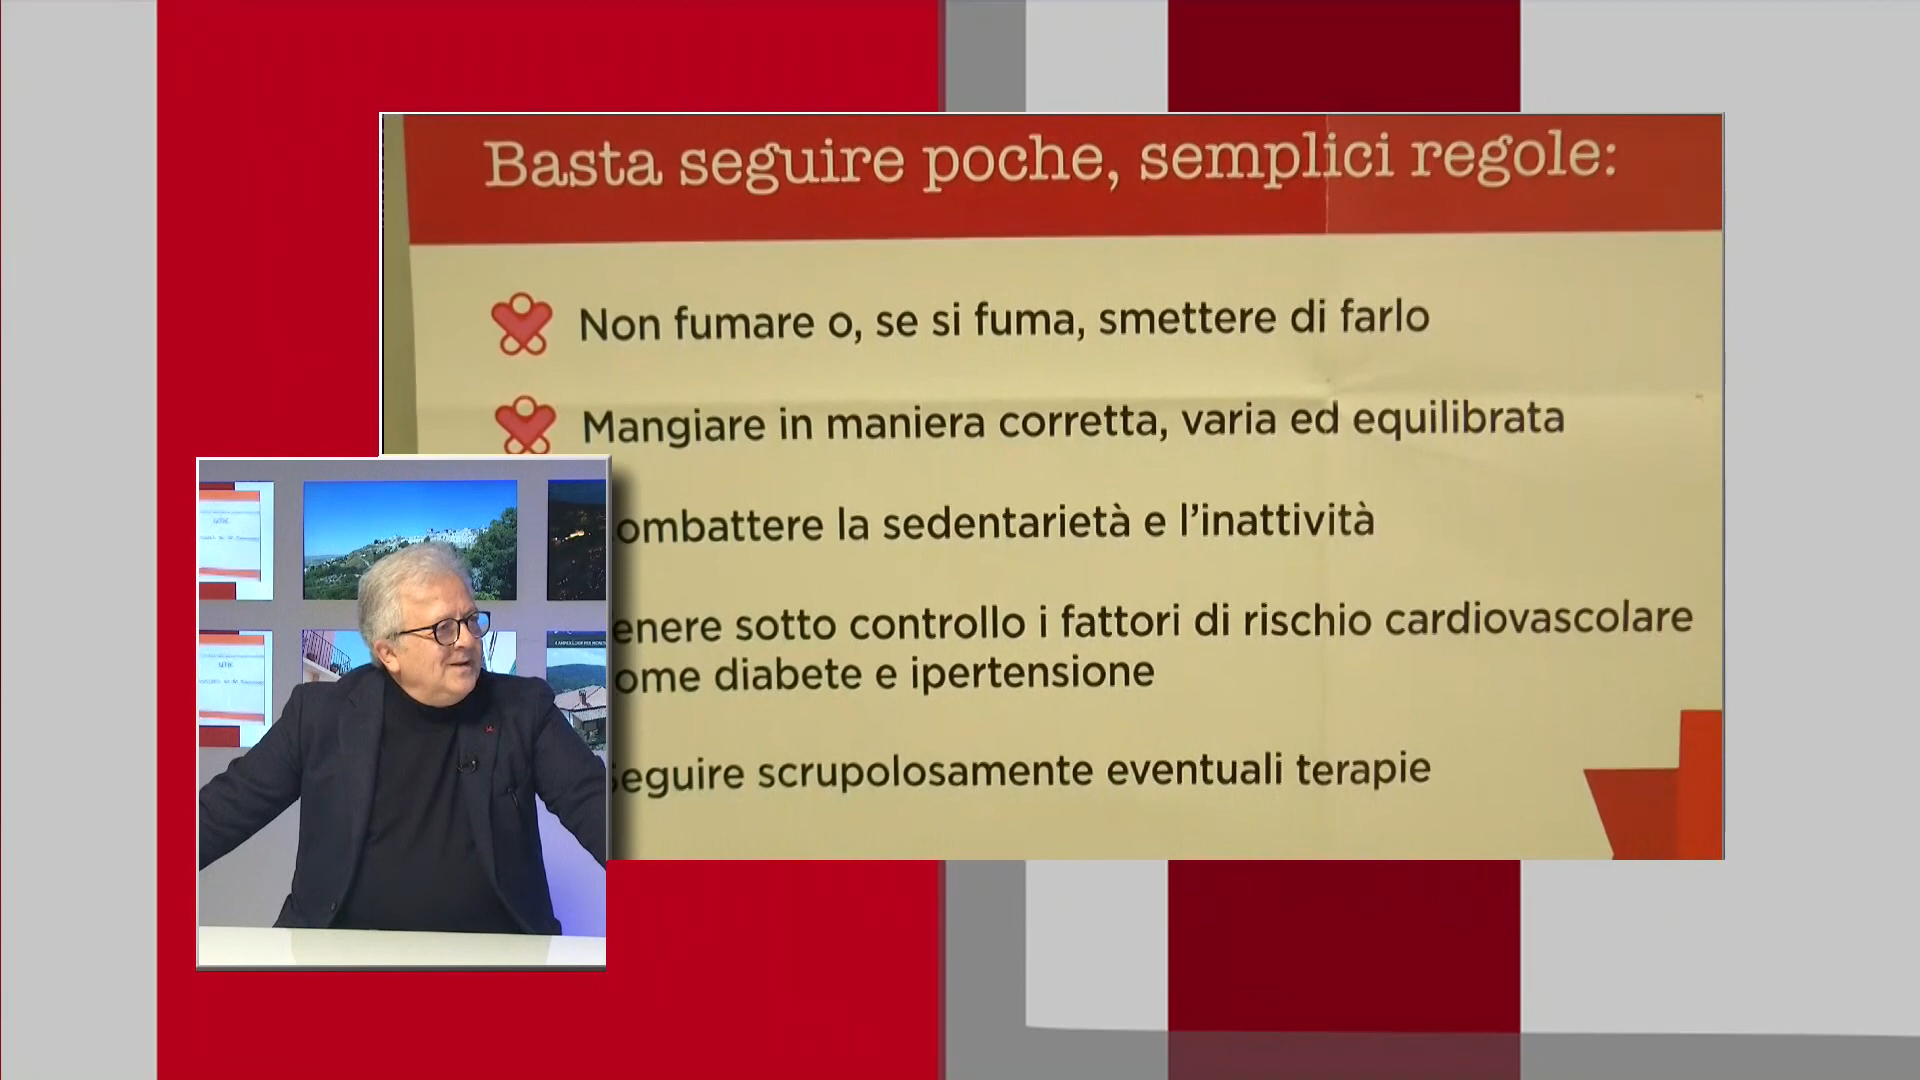 Basta seguire poche, semplici regole:
Non fumare o, se si fuma, smettere di farlo
Mangiare in maniera corretta, varia ed equilibrata
ombattere la sedentarietà e l'inattività
enere sotto controllo i fattori di rischio cardiovascolare
ome diabete e ipertensione
eguire scrupolosamente eventuali terapie